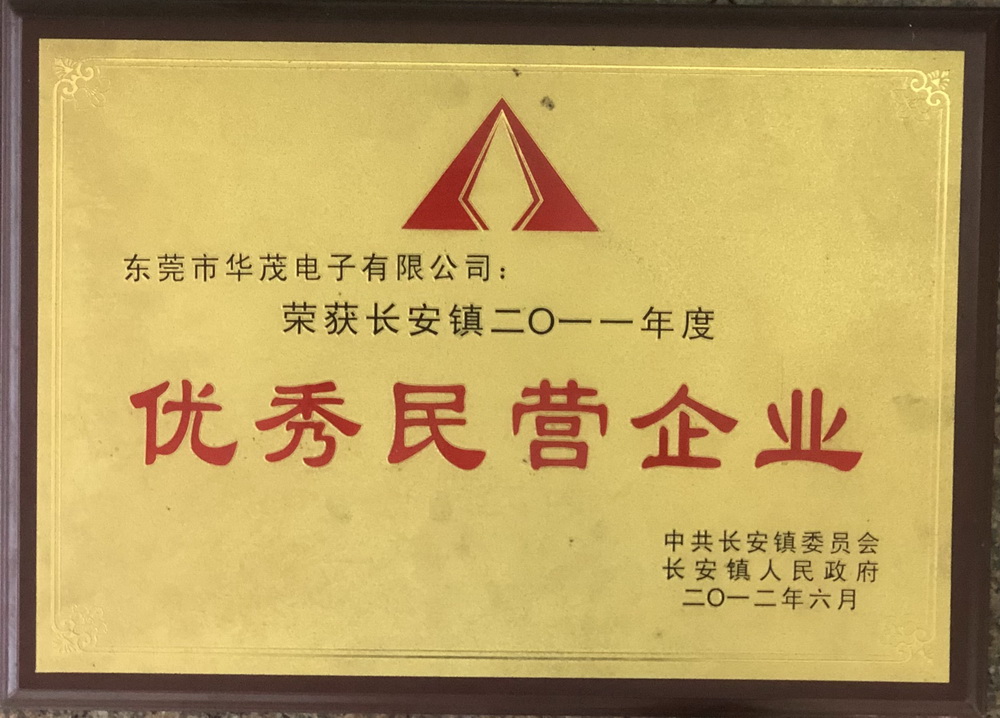 东莞市华茂电子有限公司：
荣获长安镇二〇一一年度
优秀民营企业
中共长安镇委员会
长安镇人民政府
二〇一二年六月